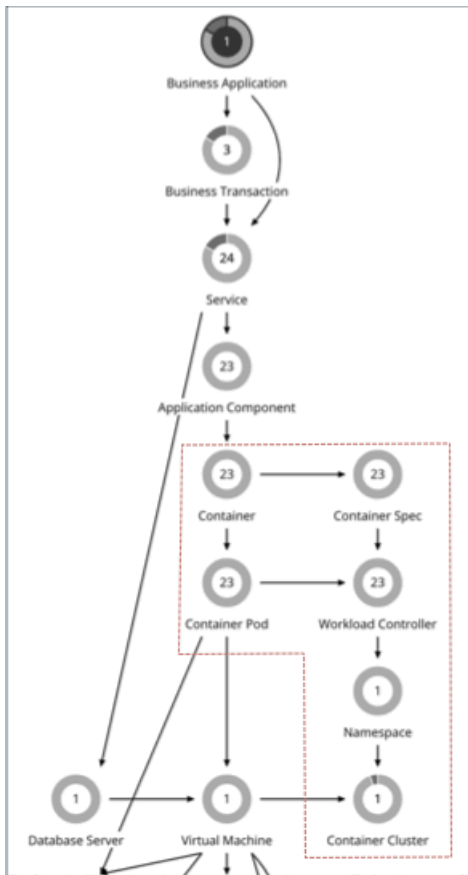 1
Business Application
3
Business Transaction
24
Service
23
Application Component
23
23
Container
Container Spec
23
23
Container Pod
Workload Controller
1
Namespace
1
1
1
Database Server
Virtual Machine
Container Cluster